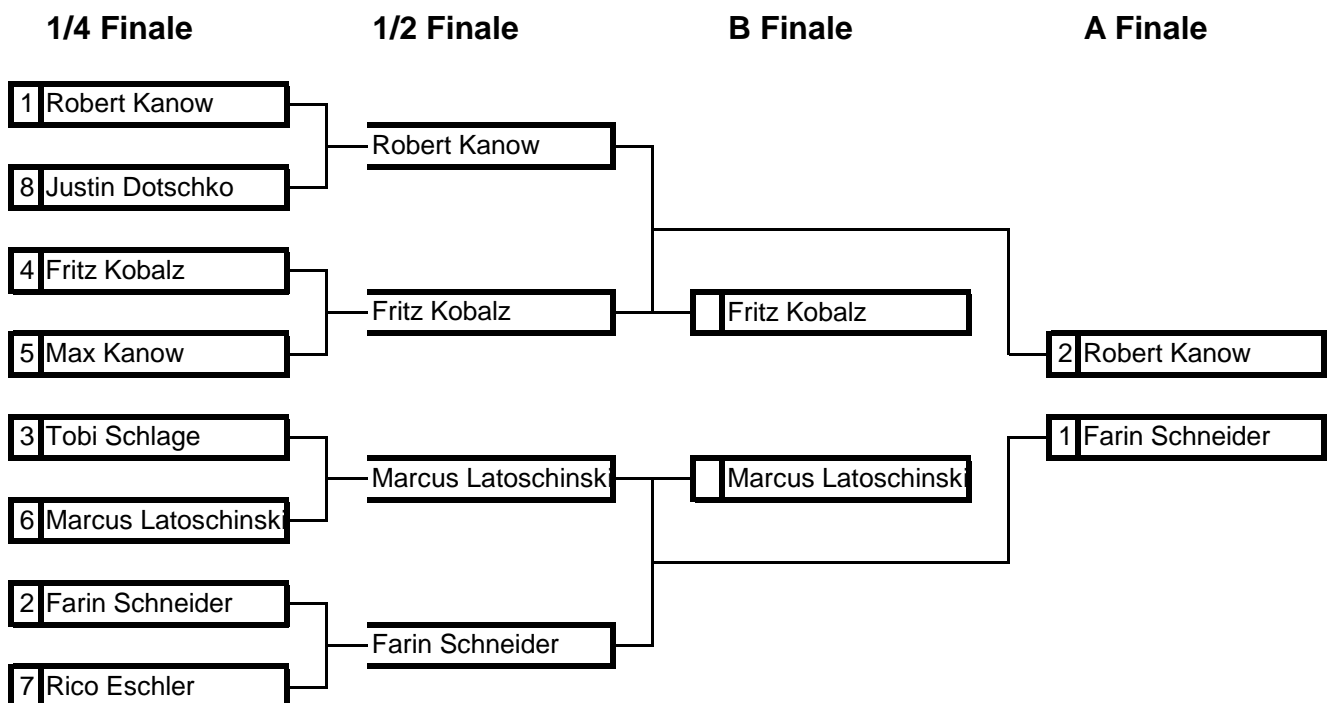 1/4 Finale 1/2 Finale B Finale A Finale
1 Robert Kanow
Robert Kanow
8 Justin Dotschko
4 Fritz Kobalz
Fritz Kobalz Fritz Kobalz
5 Max Kanow 2 Robert Kanow
3 Tobi Schlage 1 Farin Schneider
Marcus Latoschinski Marcus Latoschinski
6 Marcus Latoschinski
2 Farin Schneider
Farin Schneider
7 Rico Eschler